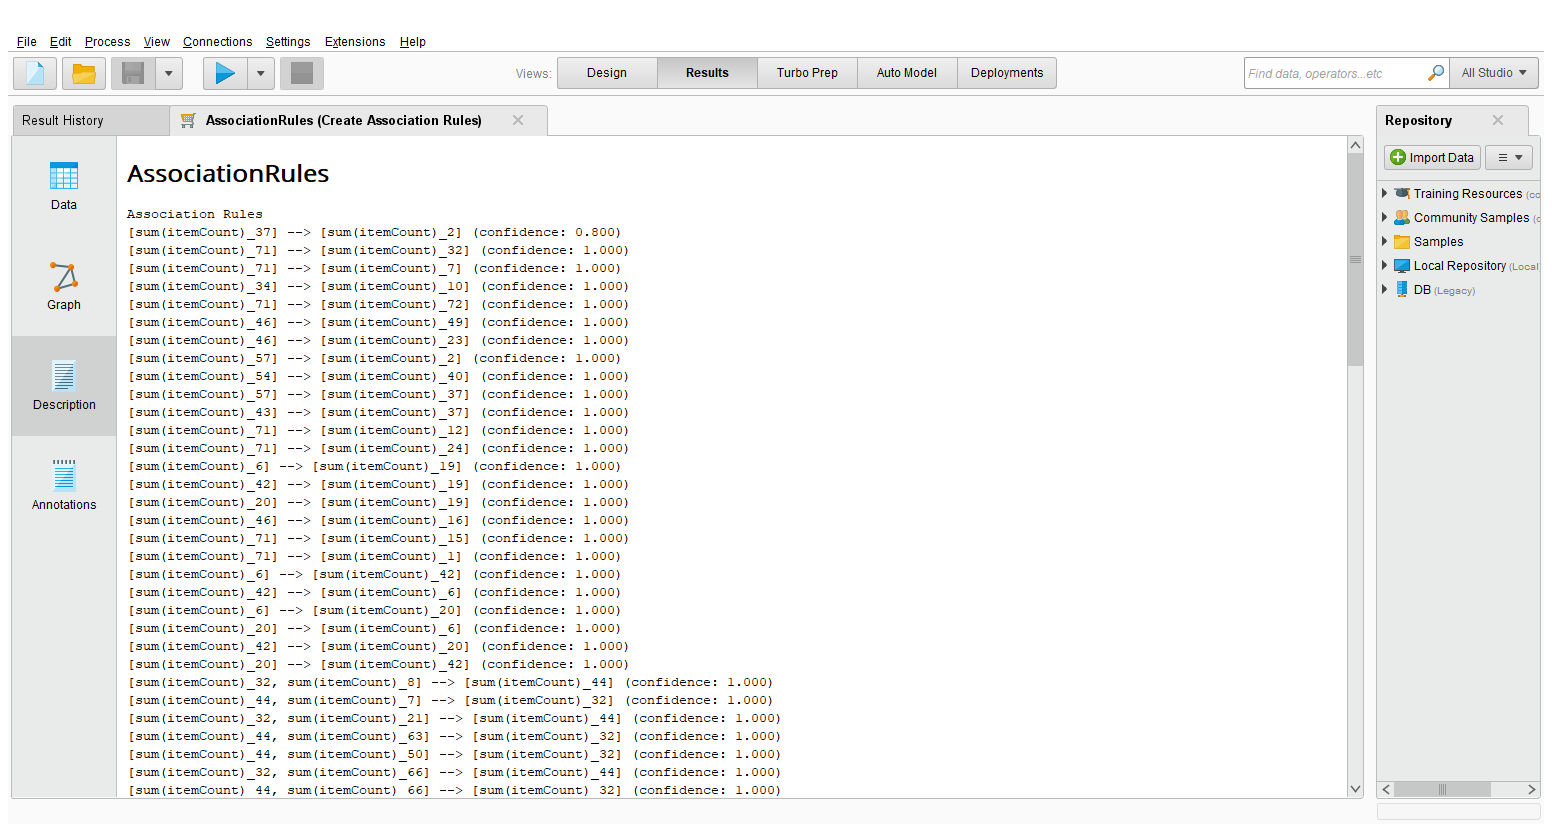 File Edit Process View Connections Settings Extensions Help
Views: Design Results Turbo Prep Auto Model Deployments Find data, operators...etc All Studio
Result History AssociationRules (Create Association Rules) Repository
Import Data
Data
Graph
Description
Annotations
AssociationRules
Association Rules
[sum(itemCount)_37] --> [sum(itemCount)_2] (confidence: 0.800)
[sum(itemCount)_71] --> [sum(itemCount)_32] (confidence: 1.000)
[sum(itemCount)_71] --> [sum(itemCount)_7] (confidence: 1.000)
[sum(itemCount)_34] --> [sum(itemCount)_10] (confidence: 1.000)
[sum(itemCount)_71] --> [sum(itemCount)_72] (confidence: 1.000)
[sum(itemCount)_46] --> [sum(itemCount)_49] (confidence: 1.000)
[sum(itemCount)_46] --> [sum(itemCount)_23] (confidence: 1.000)
[sum(itemCount)_57] --> [sum(itemCount)_2] (confidence: 1.000)
[sum(itemCount)_54] --> [sum(itemCount)_40] (confidence: 1.000)
[sum(itemCount)_57] --> [sum(itemCount)_37] (confidence: 1.000)
[sum(itemCount)_43] --> [sum(itemCount)_37] (confidence: 1.000)
[sum(itemCount)_71] --> [sum(itemCount)_12] (confidence: 1.000)
[sum(itemCount)_71] --> [sum(itemCount)_24] (confidence: 1.000)
[sum(itemCount)_6] --> [sum(itemCount)_19] (confidence: 1.000)
[sum(itemCount)_42] --> [sum(itemCount)_19] (confidence: 1.000)
[sum(itemCount)_20] --> [sum(itemCount)_19] (confidence: 1.000)
[sum(itemCount)_46] --> [sum(itemCount)_16] (confidence: 1.000)
[sum(itemCount)_71] --> [sum(itemCount)_15] (confidence: 1.000)
[sum(itemCount)_71] --> [sum(itemCount)_1] (confidence: 1.000)
[sum(itemCount)_6] --> [sum(itemCount)_42] (confidence: 1.000)
[sum(itemCount)_42] --> [sum(itemCount)_6] (confidence: 1.000)
[sum(itemCount)_6] --> [sum(itemCount)_20] (confidence: 1.000)
[sum(itemCount)_20] --> [sum(itemCount)_6] (confidence: 1.000)
[sum(itemCount)_42] --> [sum(itemCount)_20] (confidence: 1.000)
[sum(itemCount)_20] --> [sum(itemCount)_42] (confidence: 1.000)
[sum(itemCount)_32, sum(itemCount)_8] --> [sum(itemCount)_44] (confidence: 1.000)
[sum(itemCount)_44, sum(itemCount)_7] --> [sum(itemCount)_32] (confidence: 1.000)
[sum(itemCount)_32, sum(itemCount)_21] --> [sum(itemCount)_44] (confidence: 1.000)
[sum(itemCount)_44, sum(itemCount)_63] --> [sum(itemCount)_32] (confidence: 1.000)
[sum(itemCount)_44, sum(itemCount)_50] --> [sum(itemCount)_32] (confidence: 1.000)
[sum(itemCount)_32, sum(itemCount)_66] --> [sum(itemCount)_44] (confidence: 1.000)
[sum(itemCount)_44, sum(itemCount)_66] --> [sum(itemCount)_32] (confidence: 1.000)
Training Resources (co
Community Samples (c
Samples
Local Repository (Local
DB (Legacy)